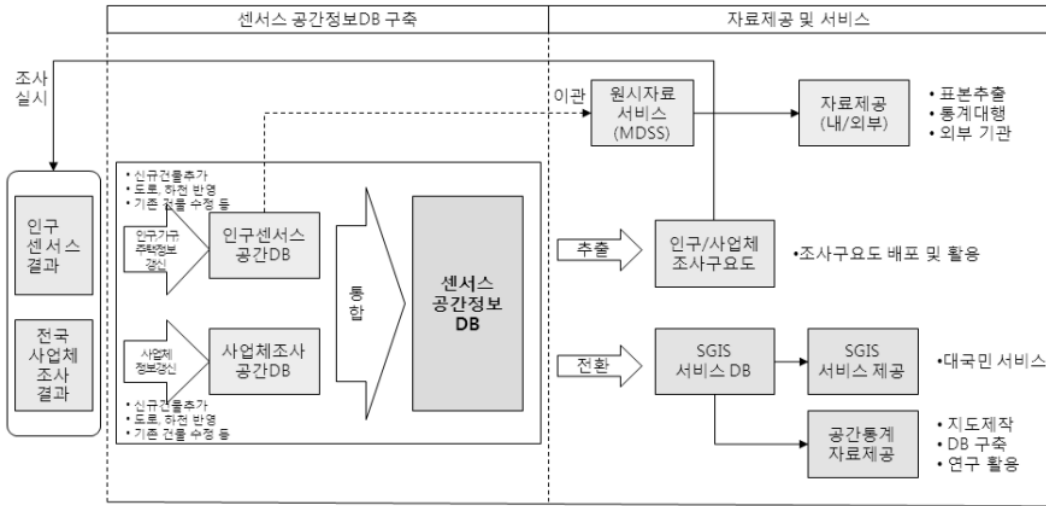 센서스 공간정보DB 구축
자료제공 및 서비스
조사
실시
이관
원시자료
서비스
(MDSS)
자료제공
(내/외부)
• 표본추출
• 통계대행
• 외부 기관
인구
센서스
결과
전국
사업체
조사
결과
• 신규건물추가
• 도로, 하천 반영
• 기존 건물 수정 등
인구,가구,
주택정보
갱신
인구센서스
공간DB
사업체
정보갱신
사업체조사
공간DB
• 신규건물추가
• 도로, 하천 반영
• 기존 건물 수정 등
통
합
센서스
공간정보
DB
추출
인구/사업체
조사구요도
•조사구요도 배포 및 활용
전환
SGIS
서비스 DB
SGIS
서비스 제공
•대국민 서비스
공간통계
자료제공
• 지도제작
• DB 구축
• 연구 활용